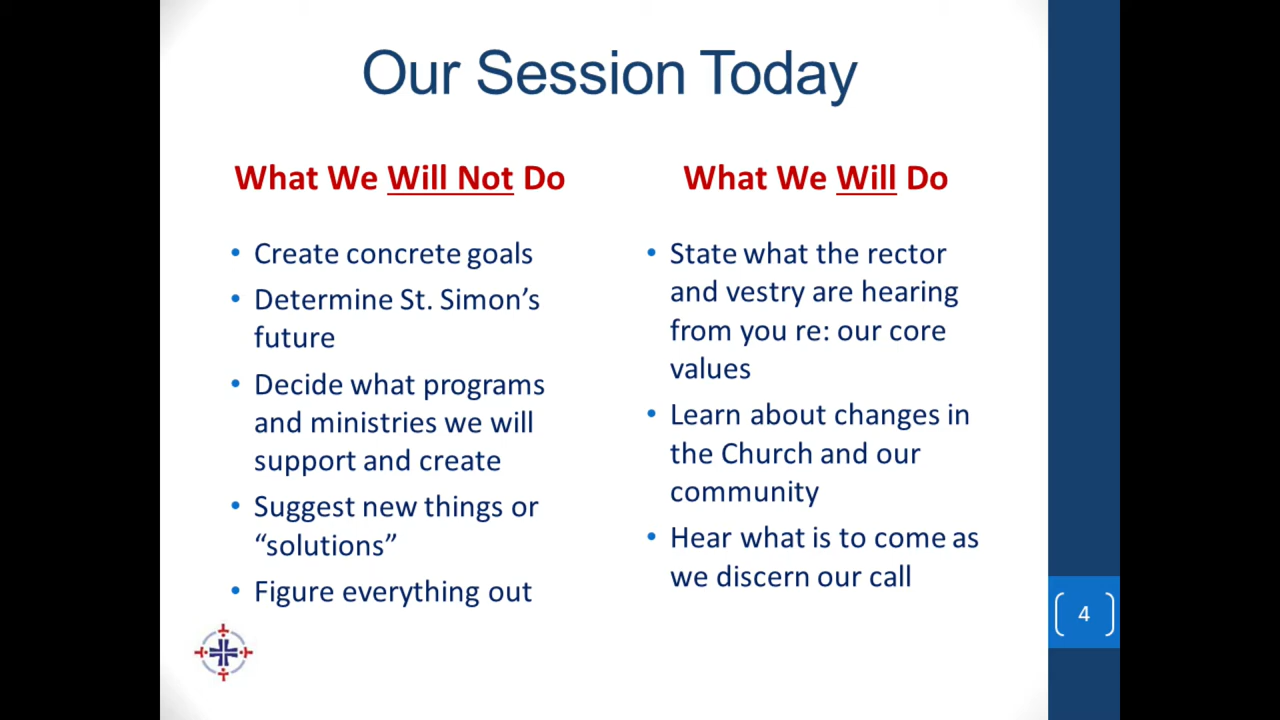 Our Session Today
What We Will Not Do
• Create concrete goals
• Determine St. Simon’s
future
• Decide what programs
and ministries we will
support and create
• Suggest new things or
“solutions”
• Figure everything out
What We Will Do
• State what the rector
and vestry are hearing
from you re: our core
values
• Learn about changes in
the Church and our
community
• Hear what is to come as
we discern our call
4